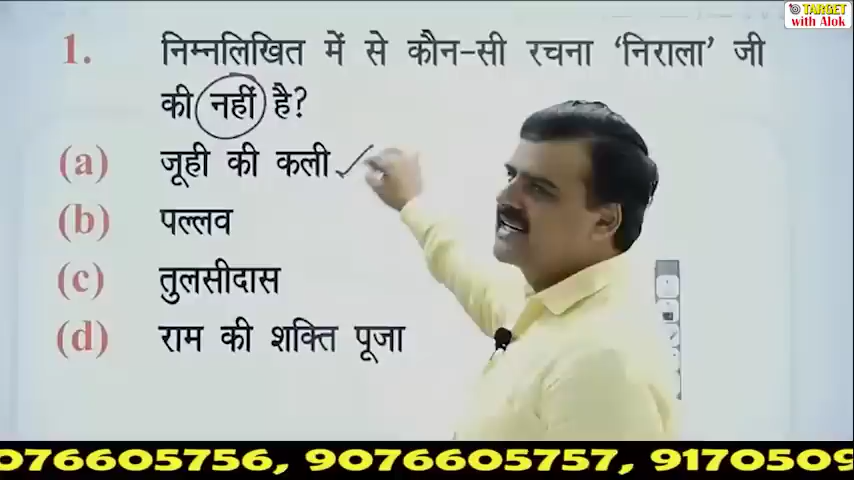 TARGET
with Alok
1. निम्नलिखित में से कौन-सी रचना 'निराला' जी
की नहीं है?
(a) जूही की कली
(b) पल्लव
(c) तुलसीदास
(d) राम की शक्ति पूजा
076605756, 9076605757, 9170509